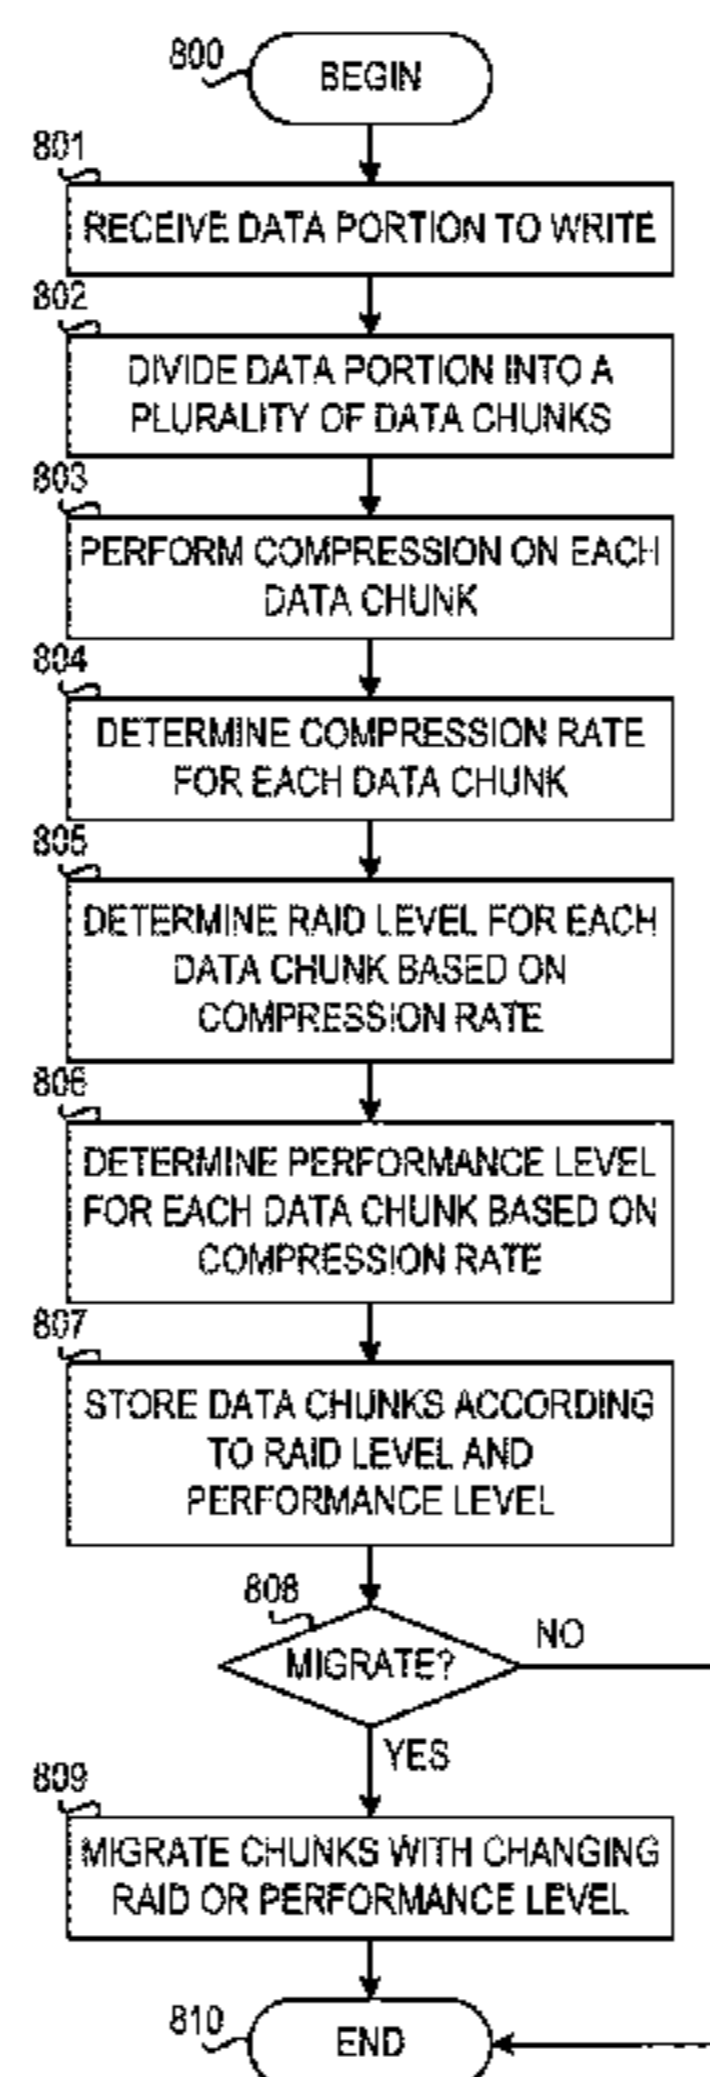 800
BEGIN
801
RECEIVE DATA PORTION TO WRITE
802
DIVIDE DATA PORTION INTO A
PLURALITY OF DATA CHUNKS
803
PERFORM COMPRESSION ON EACH
DATA CHUNK
804
DETERMINE COMPRESSION RATE
FOR EACH DATA CHUNK
805
DETERMINE RAID LEVEL FOR EACH
DATA CHUNK BASED ON
COMPRESSION RATE
806
DETERMINE PERFORMANCE LEVEL
FOR EACH DATA CHUNK BASED ON
COMPRESSION RATE
807
STORE DATA CHUNKS ACCORDING
TO RAID LEVEL AND
PERFORMANCE LEVEL
808
MIGRATE?
NO
YES
809
MIGRATE CHUNKS WITH CHANGING
RAID OR PERFORMANCE LEVEL
810
END